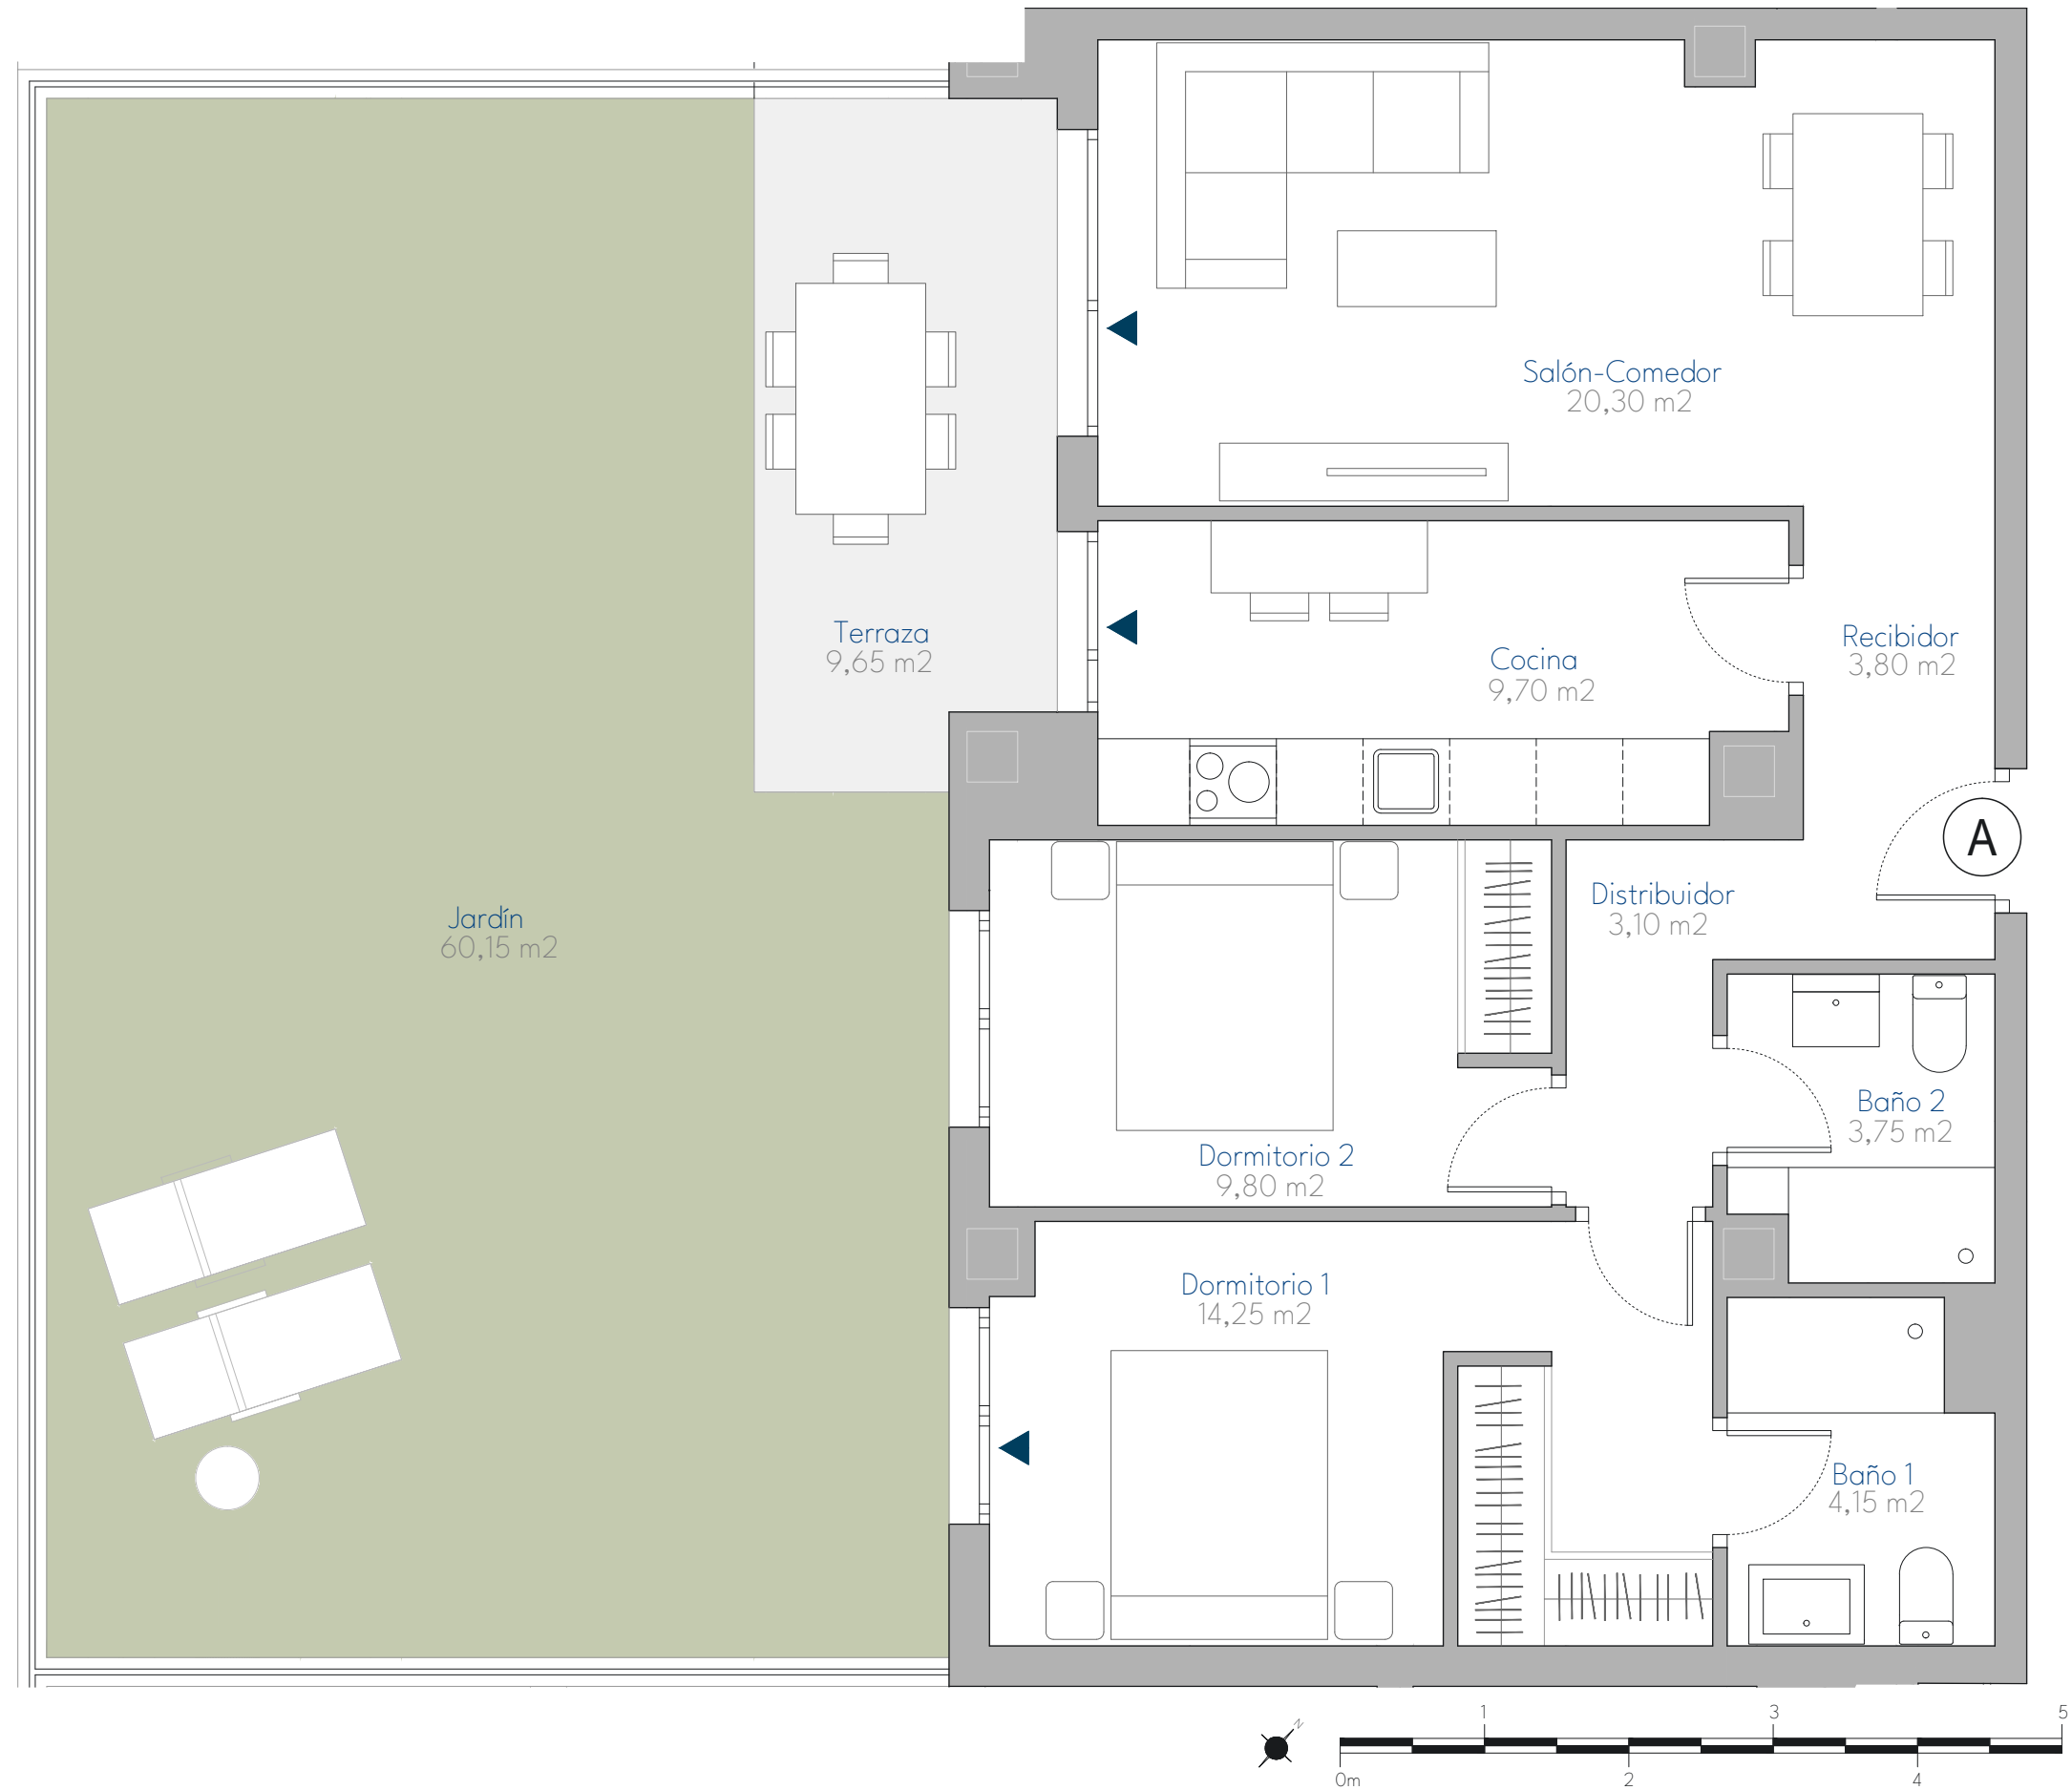 Salón-Comedor
20,30 m2
Terraza
9,65 m2
Cocina
9,70 m2
Recibidor
3,80 m2
A
Distribuidor
3,10 m2
Jardín
60,15 m2
Baño 2
3,75 m2
Dormitorio 2
9,80 m2
Dormitorio 1
14,25 m2
Baño 1
4,15 m2
N
1 3 5
0m 2 4